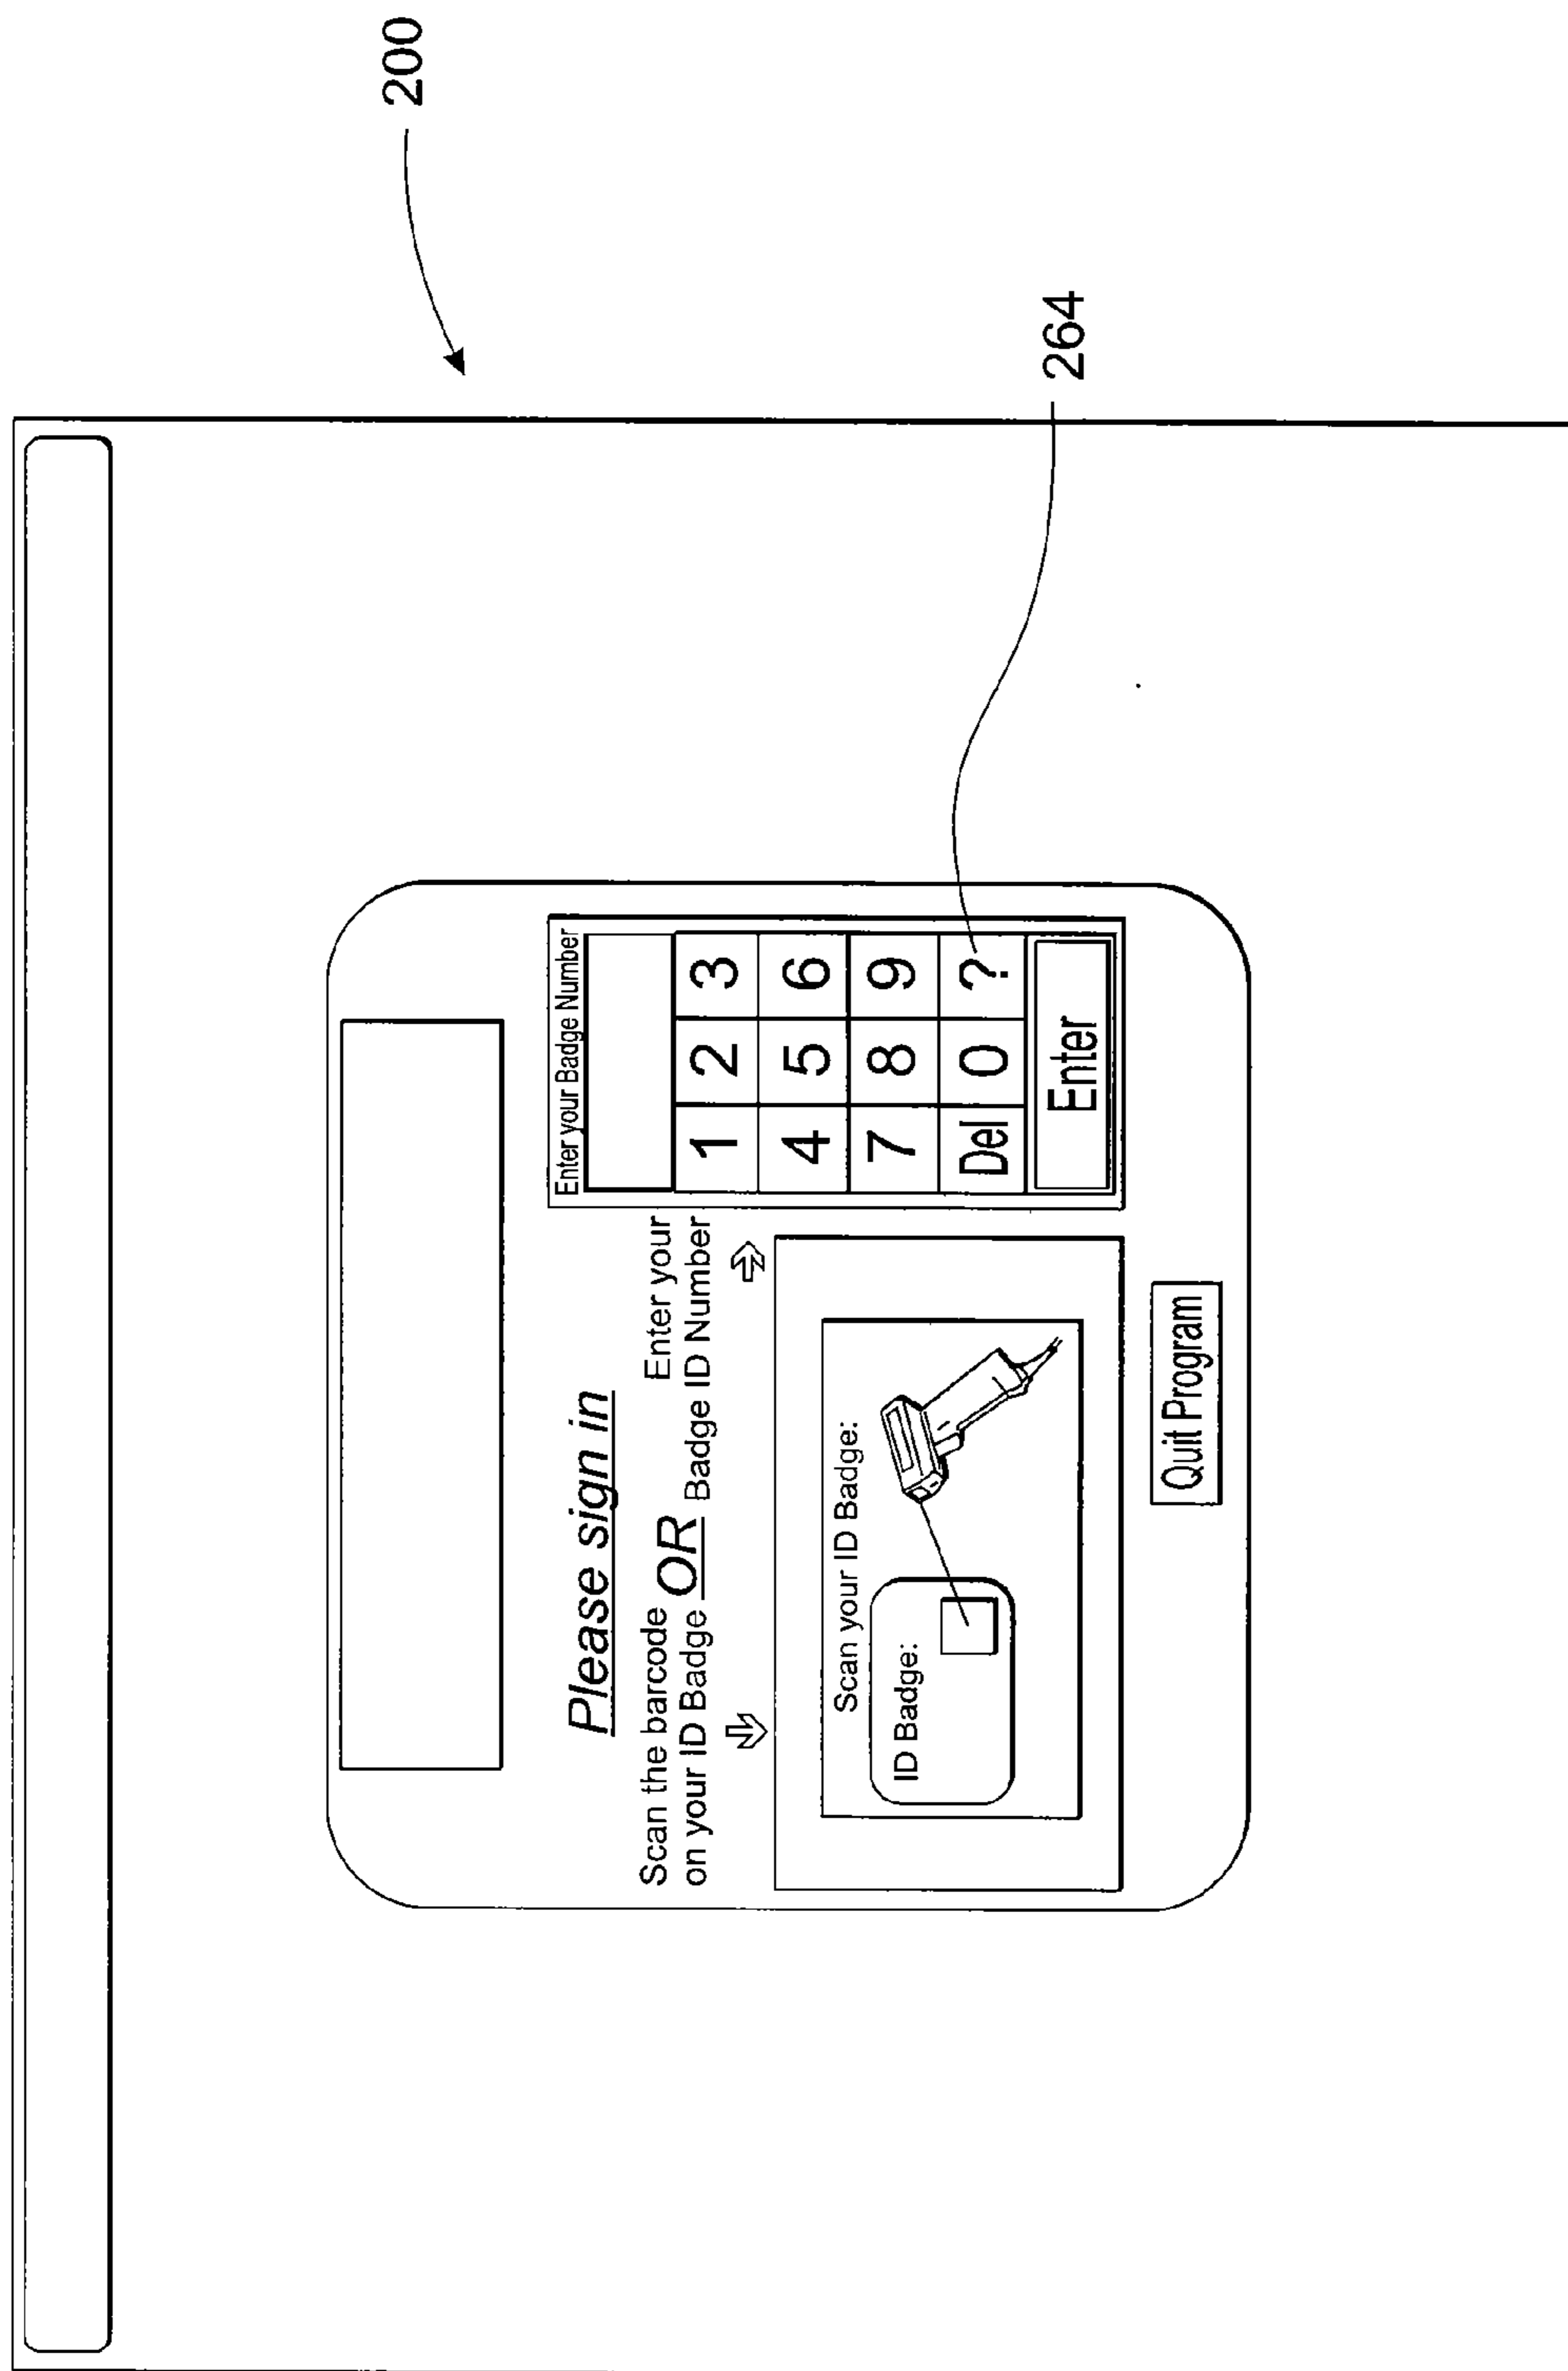 200
Please sign in
Scan the barcode
on your ID Badge
OR
Enter your
Badge ID Number
Enter your Badge Number
1 2 3
4 5 6
7 8 9
Del 0 ?
Enter
264
Scan your ID Badge:
ID Badge:
Quit Program